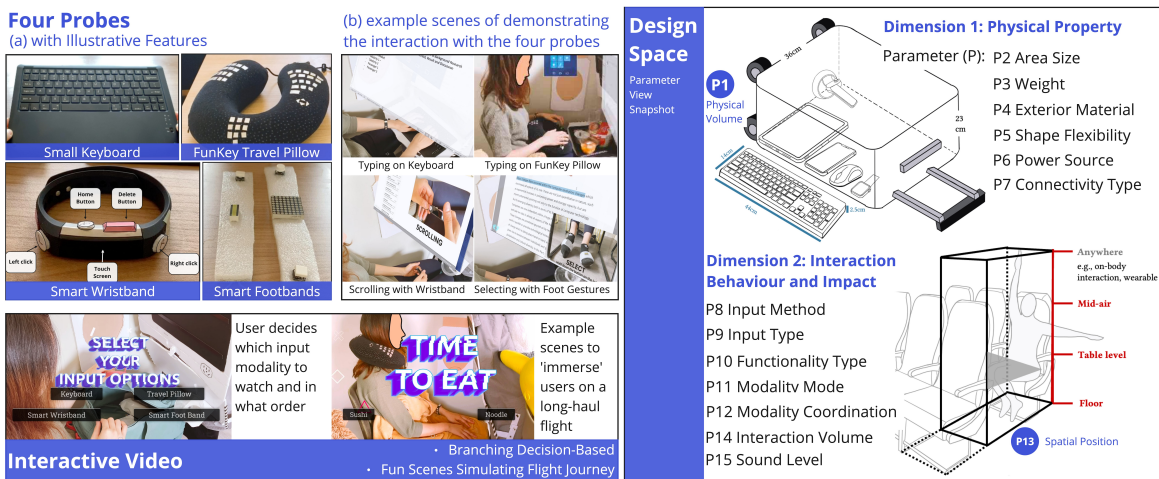 Four Probes
(a) with Illustrative Features
(b) example scenes of demonstrating
the interaction with the four probes
Small Keyboard
FunKey Travel Pillow
Home
Button
Delete
Button
Left click
Touch
Screen
Right click
Smart Wristband
Smart Footbands
Typing on Keyboard
Typing on FunKey Pillow
SCROLLING
SELECT
Scrolling with Wristband
Selecting with Foot Gestures
SELECT
YOUR
INPUT OPTIONS
Keyboard
Travel Pillow
Smart Wristband
Smart Foot Band
User decides
which input
modality to
watch and in
what order
TIME
TO EAT
Sushi
Noodle
Example
scenes to
'immerse'
users on a
long-haul
flight
Interactive Video
• Branching Decision-Based
• Fun Scenes Simulating Flight Journey
Design
Space
Parameter
View
Snapshot
Dimension 1: Physical Property
Parameter (P):
P1
Physical
Volume
36cm
23
cm
14cm
44cm
2.5cm
P2 Area Size
P3 Weight
P4 Exterior Material
P5 Shape Flexibility
P6 Power Source
P7 Connectivity Type
Dimension 2: Interaction
Behaviour and Impact
P8 Input Method
P9 Input Type
P10 Functionality Type
P11 Modality Mode
P12 Modality Coordination
P14 Interaction Volume
P15 Sound Level
Anywhere
e.g., on-body
interaction, wearable
Mid-air
Table level
Floor
P13
Spatial Position